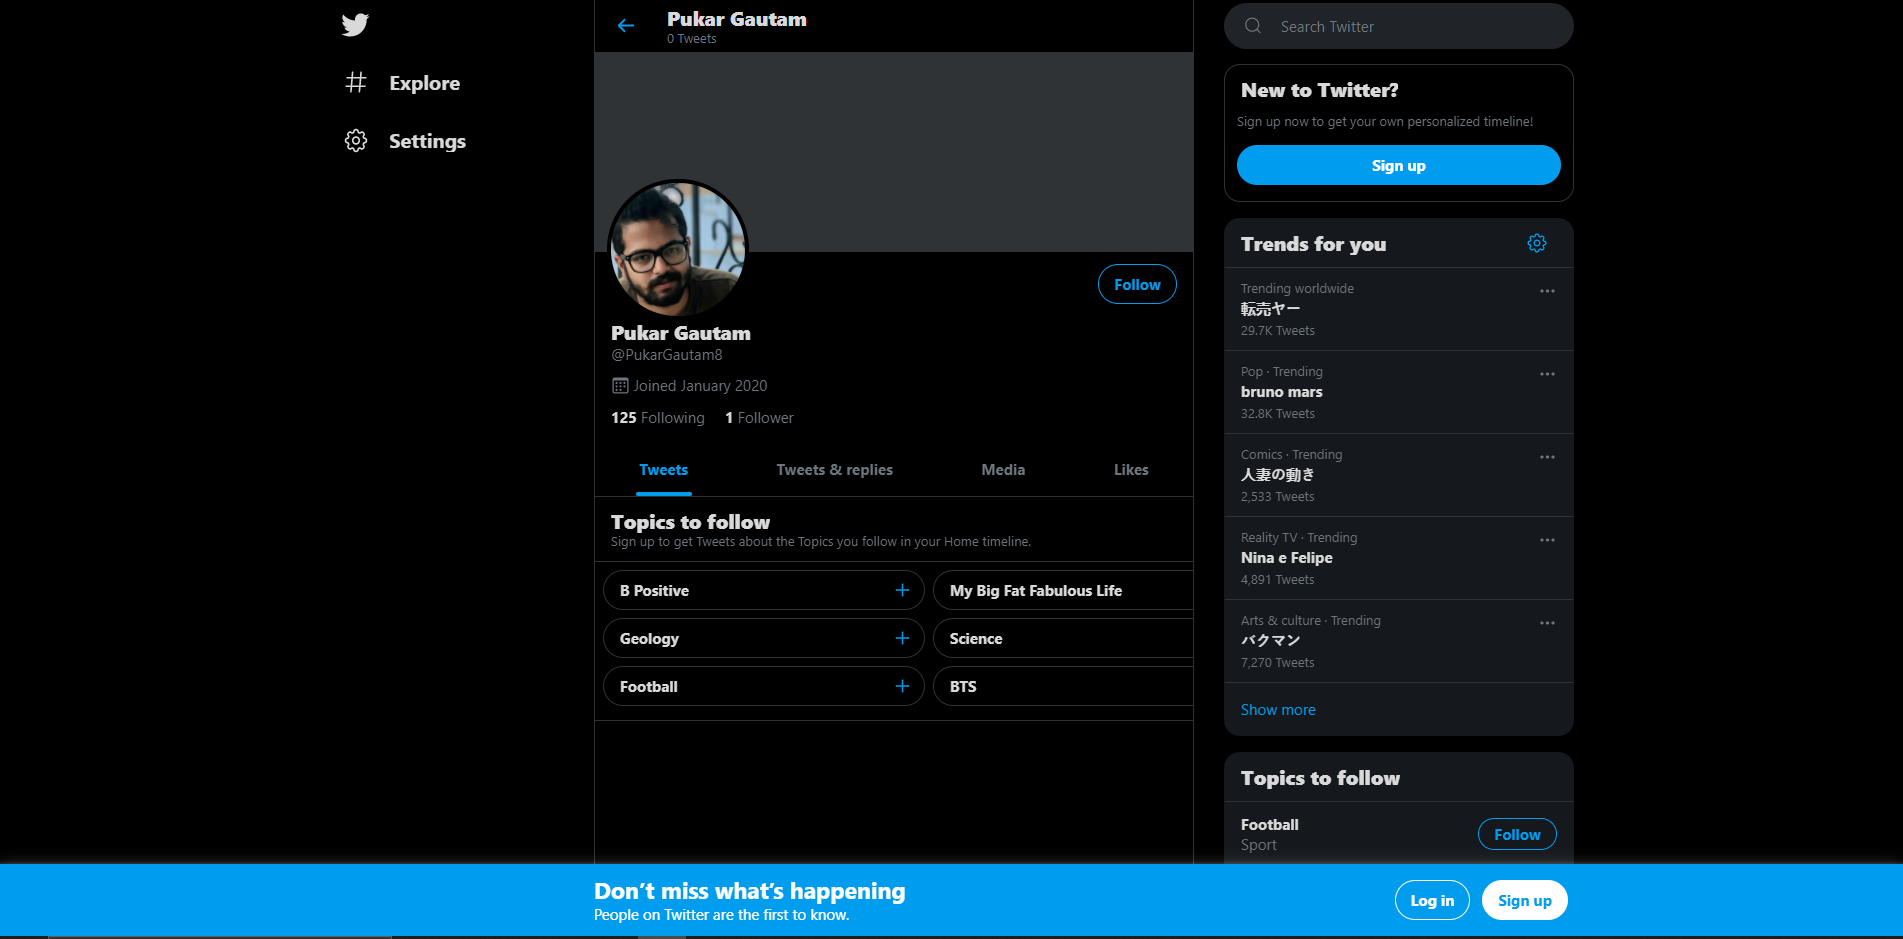 Explore
Settings
Pukar Gautam
0 Tweets
Follow
Pukar Gautam
@PukarGautam8
Joined January 2020
125 Following 1 Follower
Tweets Tweets & replies Media Likes
Topics to follow
Sign up to get Tweets about the Topics you follow in your Home timeline.
B Positive My Big Fat Fabulous Life
Geology Science
Football BTS
Search Twitter
New to Twitter?
Sign up now to get your own personalized timeline!
Sign up
Trends for you
Trending worldwide
転売ヤー
29.7K Tweets
Pop · Trending
bruno mars
32.8K Tweets
Comics · Trending
人妻の動き
2,533 Tweets
Reality TV · Trending
Nina e Felipe
4,891 Tweets
Arts & culture · Trending
バクマン
7,270 Tweets
Show more
Topics to follow
Football
Sport
Follow
Don’t miss what’s happening
People on Twitter are the first to know.
Log in Sign up